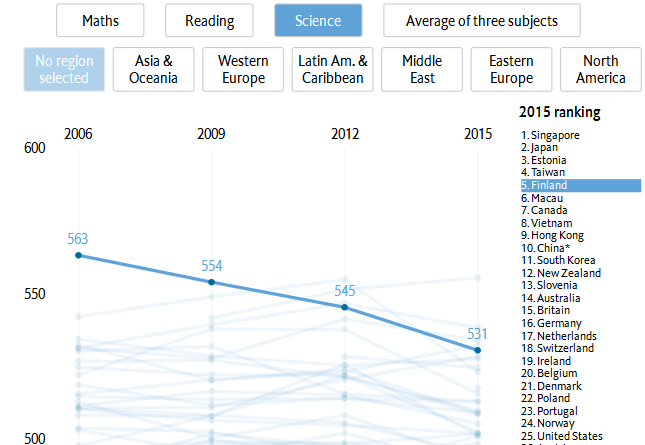 Maths
Reading
Science
Average of three subjects
No region
selected
Asia &
Oceania
Western
Europe
Latin Am. &
Caribbean
Middle
East
Eastern
Europe
North
America
2015 ranking
2006
2009
2012
2015
600
550
500
563
554
545
531
1. Singapore
2. Japan
3. Estonia
4. Taiwan
5. Finland
6. Macau
7. Canada
8. Vietnam
9. Hong Kong
10. China*
11. South Korea
12. New Zealand
13. Slovenia
14. Australia
15. Britain
16. Germany
17. Netherlands
18. Switzerland
19. Ireland
20. Belgium
21. Denmark
22. Poland
23. Portugal
24. Norway
25. United States